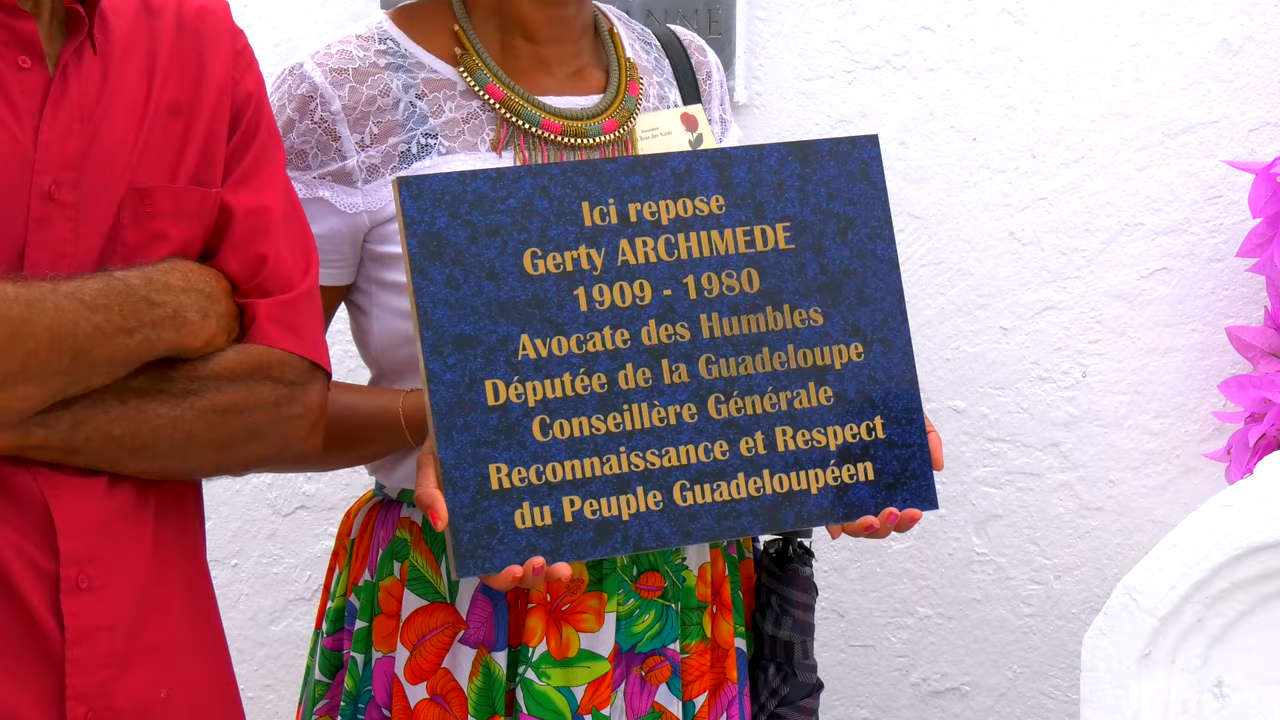 NNE
Ici repose
Gerty ARCHIMEDE
1909 - 1980
Avocate des Humbles
Députée de la Guadeloupe
Conseillère Générale
Reconnaissance et Respect
du Peuple Guadeloupéen